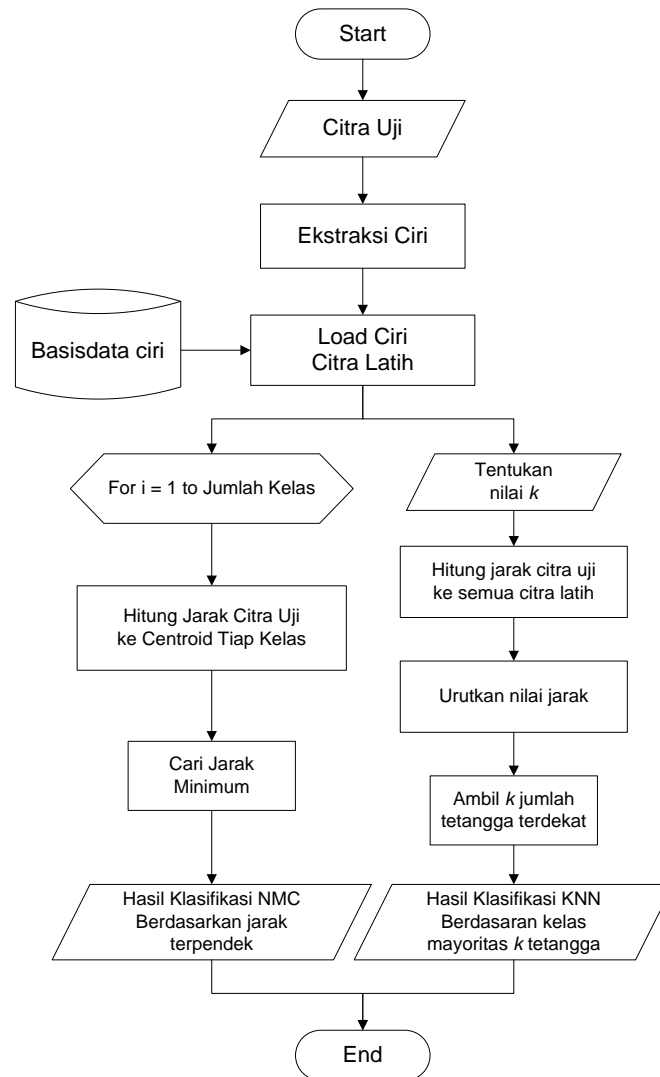 Start
Citra Uji
Ekstraksi Ciri
Basisdata ciri
Load Ciri
Citra Latih
For i = 1 to Jumlah Kelas
Hitung Jarak Citra Uji
ke Centroid Tiap Kelas
Cari Jarak
Minimum
Hasil Klasifikasi NMC
Berdasarkan jarak
terpendek
Tentukan
nilai k
Hitung jarak citra uji
ke semua citra latih
Urutkan nilai jarak
Ambil k jumlah
tetangga terdekat
Hasil Klasifikasi KNN
Berdasaran kelas
mayoritas k tetangga
End